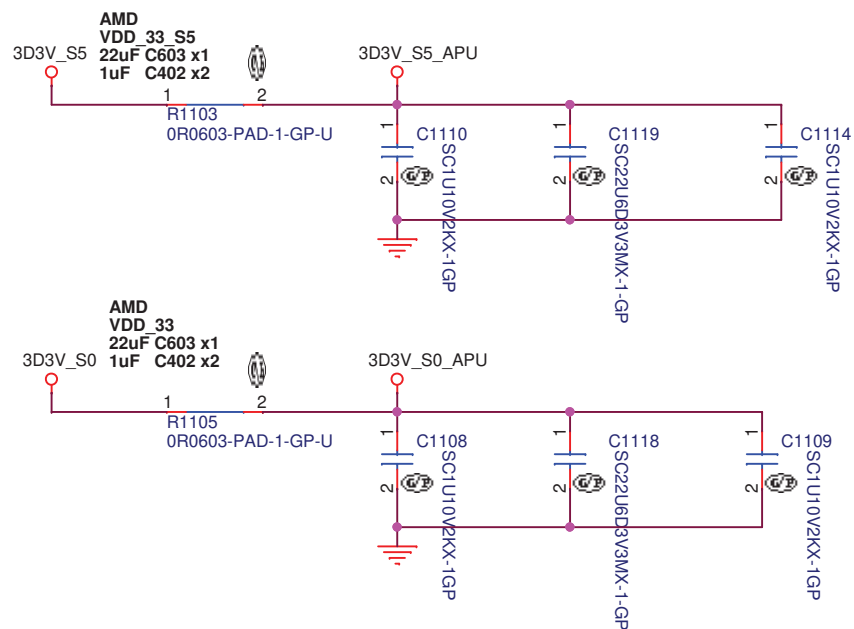 AMD
VDD_33_S5
22uF C603 x1
1uF C402 x2
3D3V_S5
3D3V_S5_APU
1
2
R1103
0R0603-PAD-1-GP-U
1
2
C1110
SC1U10V2KX-1GP
G/P
1
2
C1119
SC22U6D3V3MX-1-GP
G/P
1
2
C1114
SC1U10V2KX-1GP
G/P
AMD
VDD_33
22uF C603 x1
1uF C402 x2
3D3V_S0
3D3V_S0_APU
1
2
R1105
0R0603-PAD-1-GP-U
1
2
C1108
SC1U10V2KX-1GP
G/P
1
2
C1118
SC22U6D3V3MX-1-GP
G/P
1
2
C1109
SC1U10V2KX-1GP
G/P